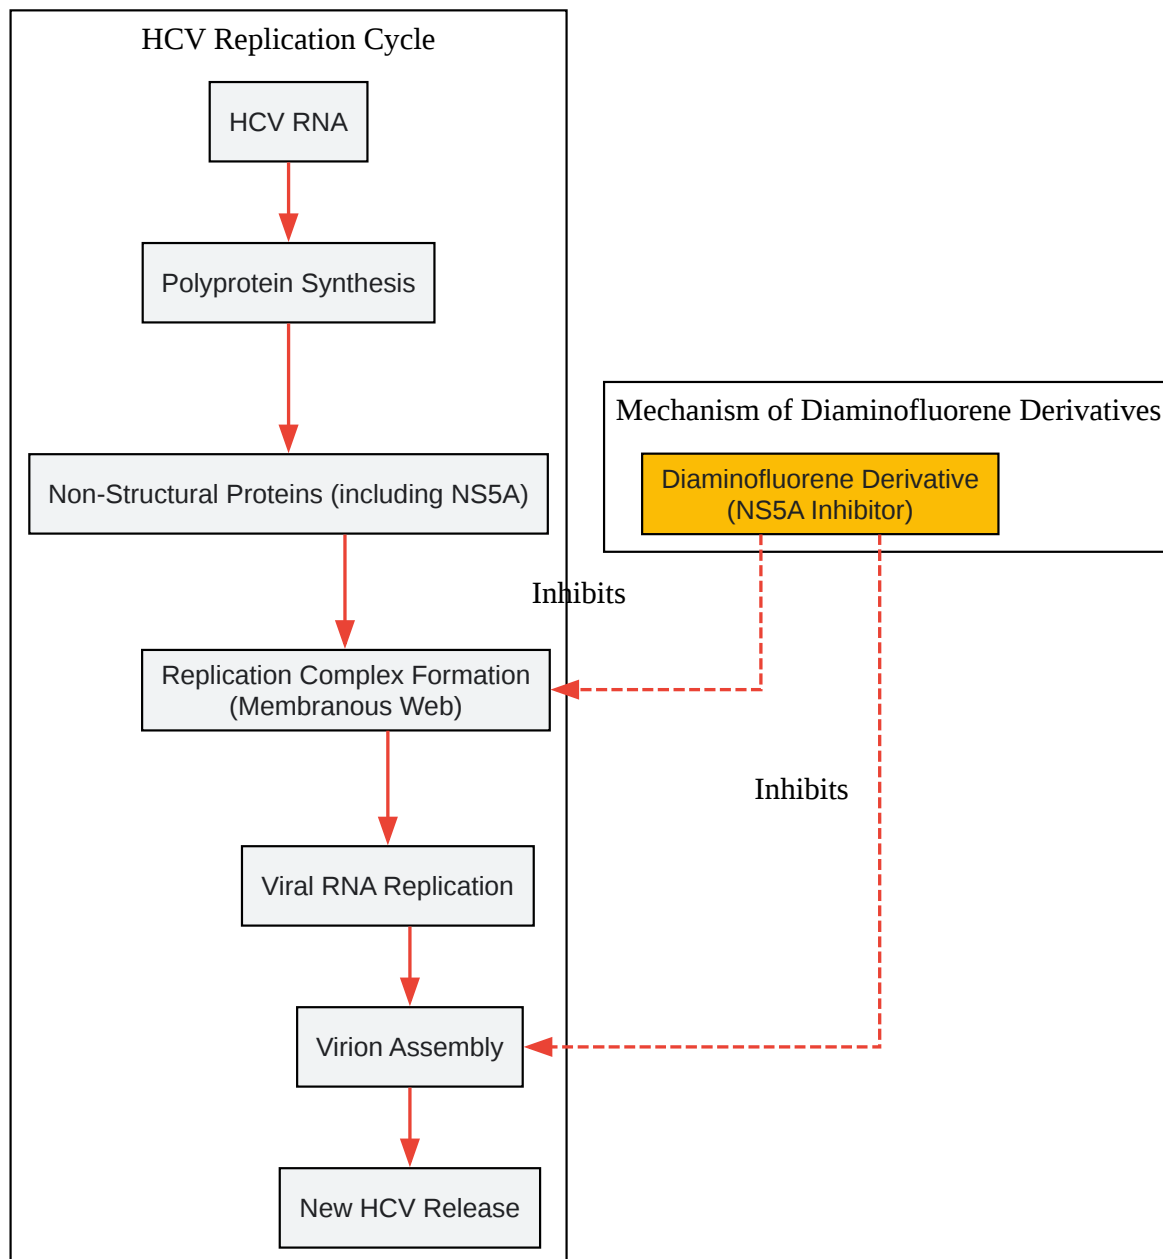 HCV Replication Cycle
HCV RNA
Polyprotein Synthesis
Non-Structural Proteins (including NS5A)
Replication Complex Formation
(Membranous Web)
Viral RNA Replication
Virion Assembly
New HCV Release
Mechanism of Diaminofluorene Derivatives
Diaminofluorene Derivative
(NS5A Inhibitor)
Inhibits
Inhibits